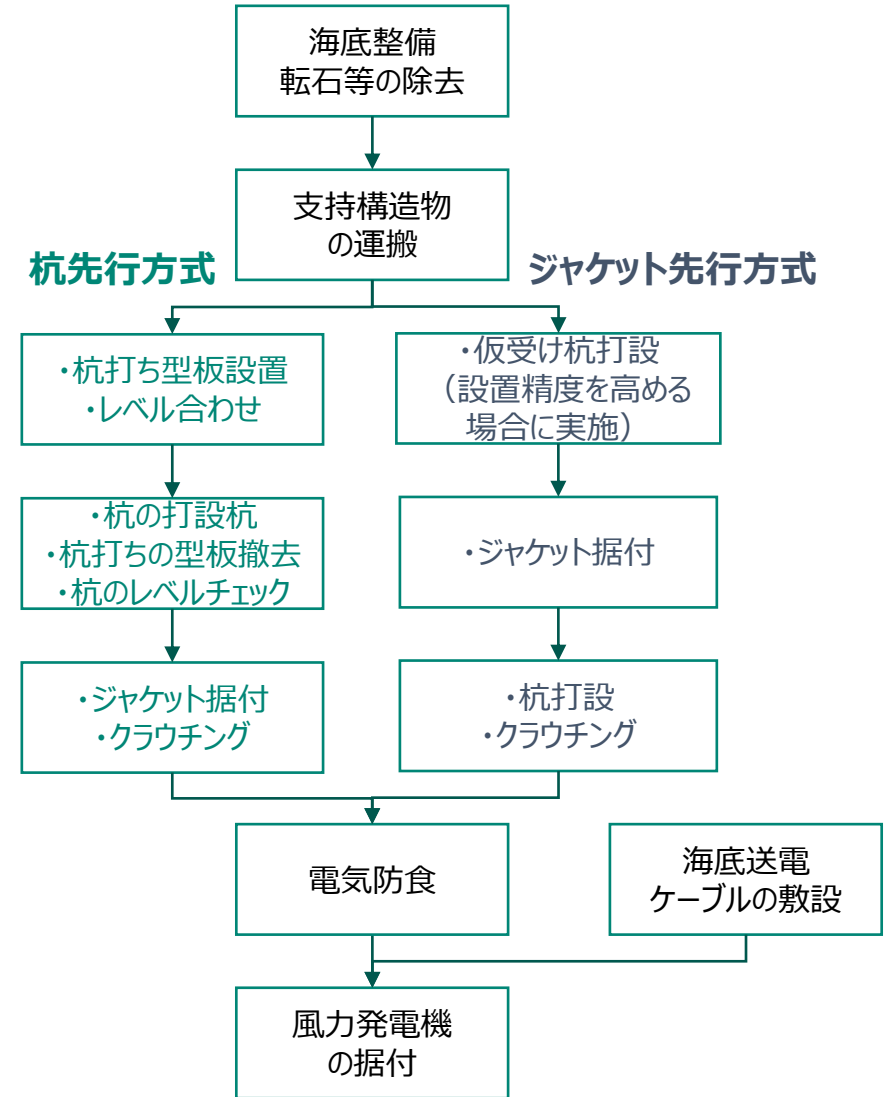 海底整備
転石等の除去
支持構造物
の運搬
杭先行方式
ジャケット先行方式
・杭打ち型板設置
・レベル合わせ
・仮受け杭打設
（設置精度を高める
場合に実施）
・杭の打設杭
・杭打ちの型板撤去
・杭のレベルチェック
・ジャケット据付
・ジャケット据付
・クラウチング
・杭打設
・クラウチング
電気防食
海底送電
ケーブルの敷設
風力発電機
の据付